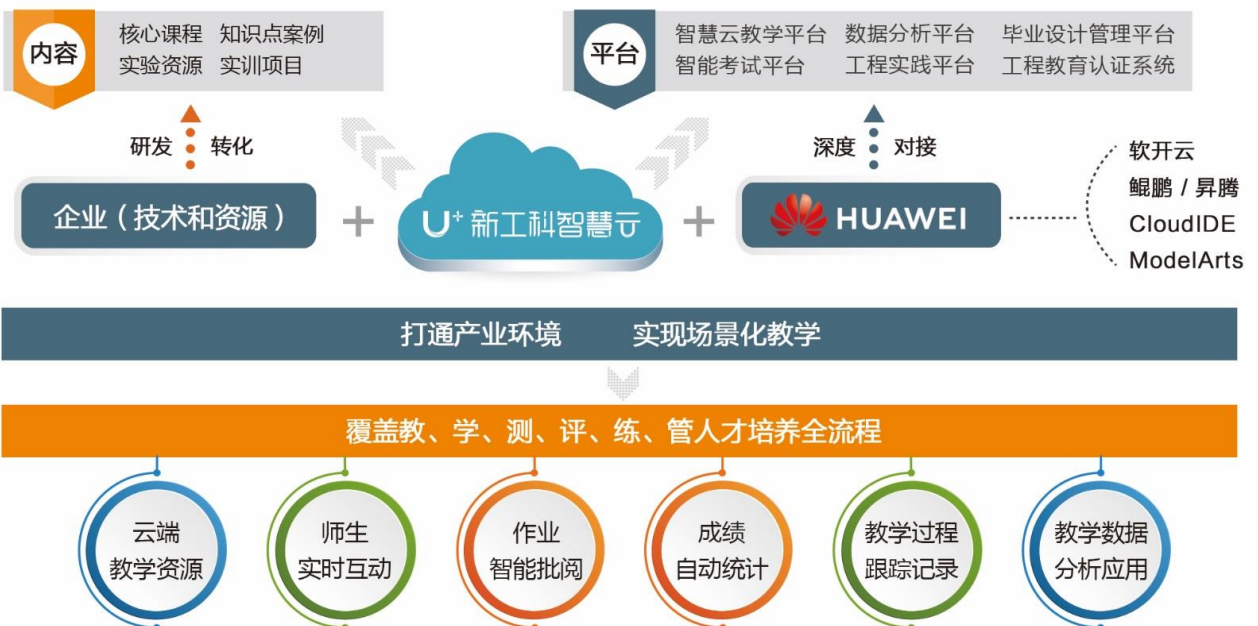 内容
核心课程 知识点案例
实验资源 实训项目
平台
智慧云教学平台 数据分析平台 毕业设计管理平台
智能考试平台 工程实践平台 工程教育认证系统
研发 转化
深度 对接
企业（技术和资源）
+
U+ 新工科智慧云
+
HUAWEI
软开云
鲲鹏 / 昇腾
CloudIDE
ModelArts
打通产业环境 实现场景化教学
覆盖教、学、测、评、练、管人才培养全流程
云端
教学资源
师生
实时互动
作业
智能批阅
成绩
自动统计
教学过程
跟踪记录
教学数据
分析应用